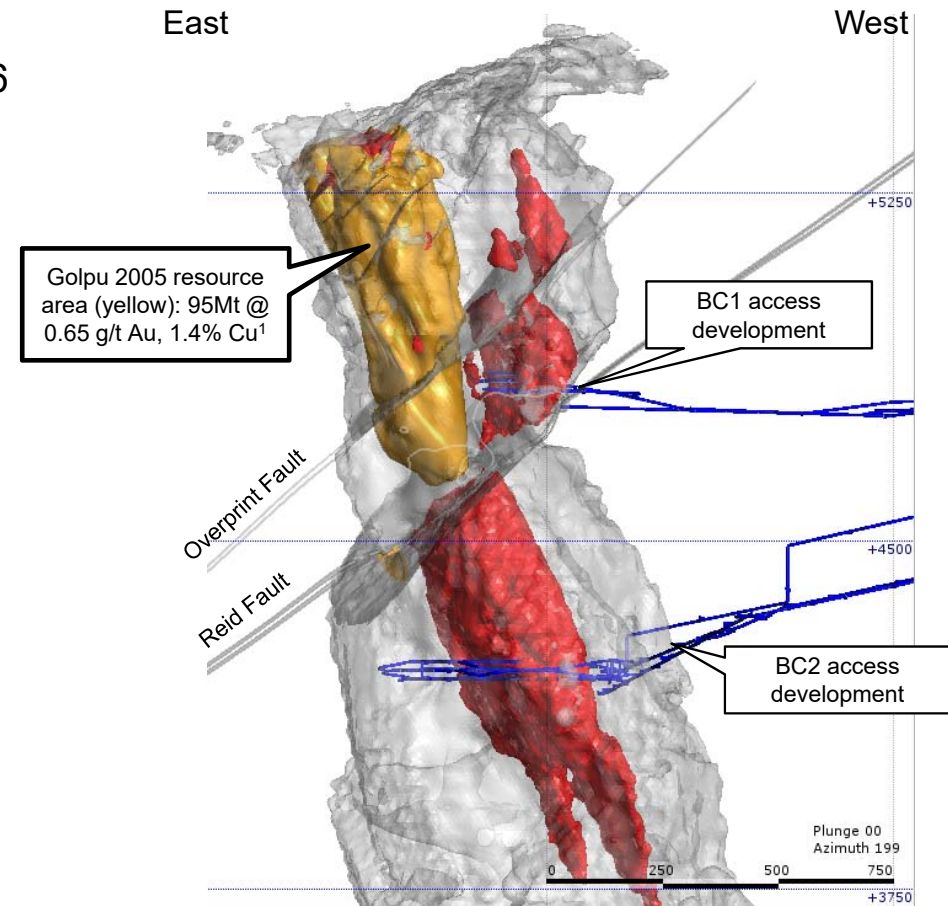 East
West
6
+5250
Golpu 2005 resource
area (yellow): 95Mt @
0.65 g/t Au, 1.4% Cu¹
BC1 access
development
Overprint Fault
+4500
Reid Fault
BC2 access
development
Plunge 00
Azimuth 199
0 250 500 750
+3750